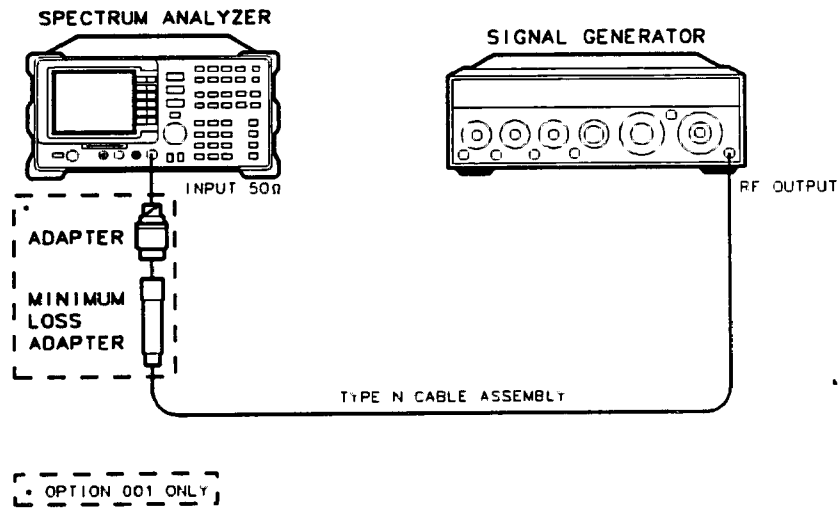 SPECTRUM ANALYZER
SIGNAL GENERATOR
INPUT 50Ω
RF OUTPUT
*
ADAPTER
MINIMUM
LOSS
ADAPTER
TYPE N CABLE ASSEMBLY
* OPTION 001 ONLY